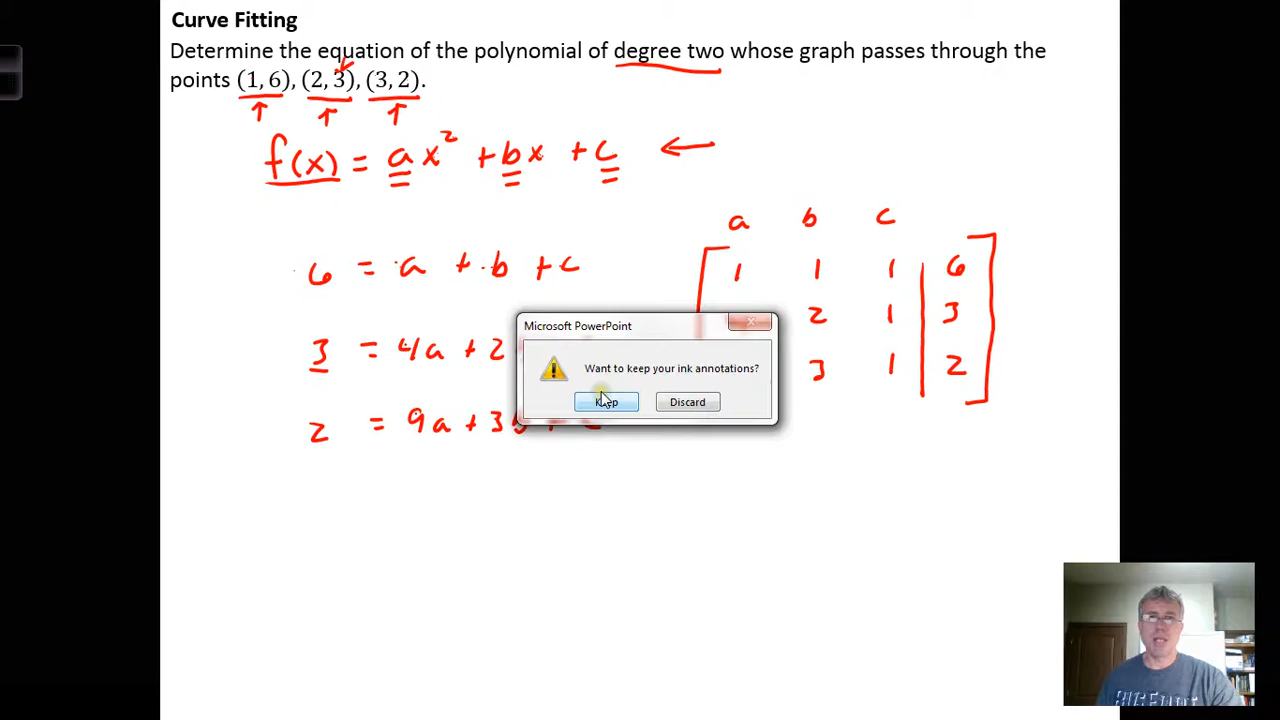 Curve Fitting
Determine the equation of the polynomial of degree two whose graph passes through the
points (1, 6), (2, 3), (3, 2).
f(x) = ax² + bx + c
a b c
6 = a + b + c
1 1 1 6
2 1 3
3 = 4a + 2
3 1 2
2 = 9a + 3b + c
Microsoft PowerPoint
Want to keep your ink annotations?
Keep Discard